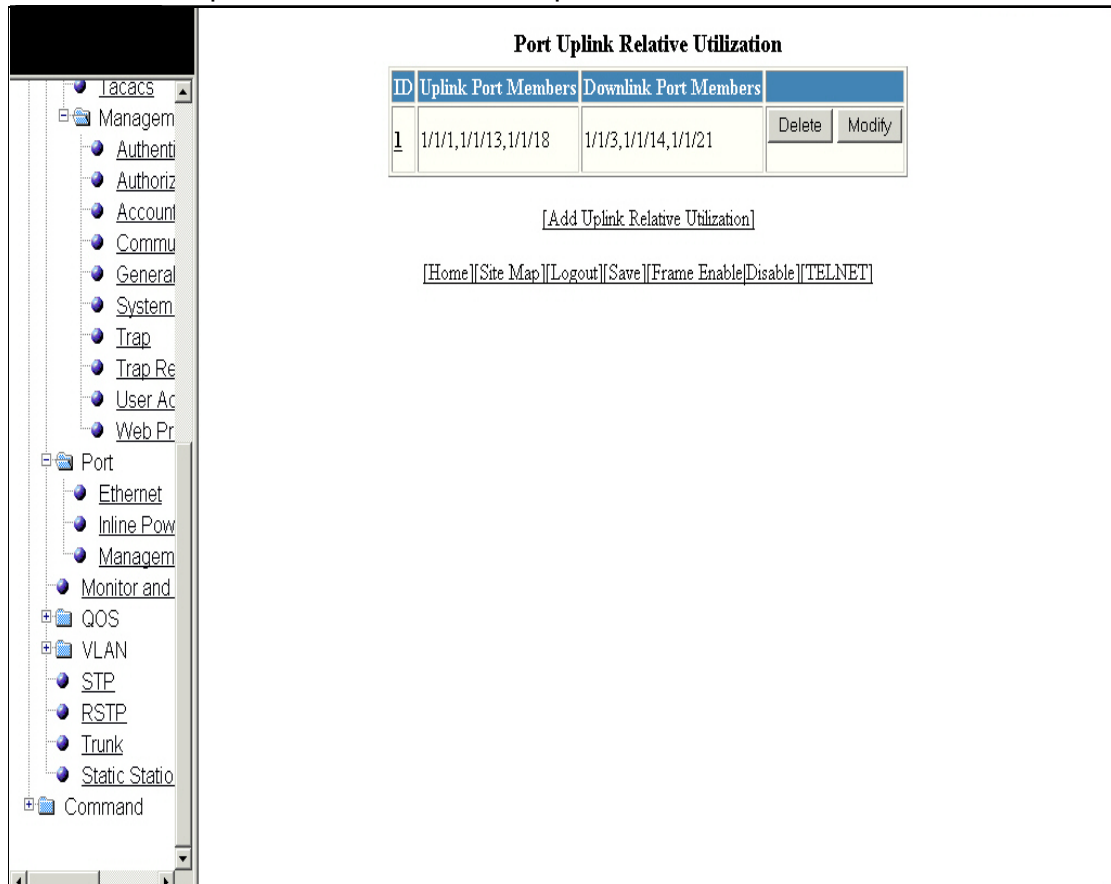 Port Uplink Relative Utilization
ID Uplink Port Members Downlink Port Members
1 1/1/1,1/1/13,1/1/18 1/1/3,1/1/14,1/1/21 Delete Modify
[Add Uplink Relative Utilization]
[Home][Site Map][Logout][Save][Frame Enable|Disable][TELNET]
Tacacs
Managem
Authenti
Authoriz
Account
Commu
General
System
Trap
Trap Re
User Ac
Web Pr
Port
Ethernet
Inline Pow
Managem
Monitor and
QOS
VLAN
STP
RSTP
Trunk
Static Statio
Command